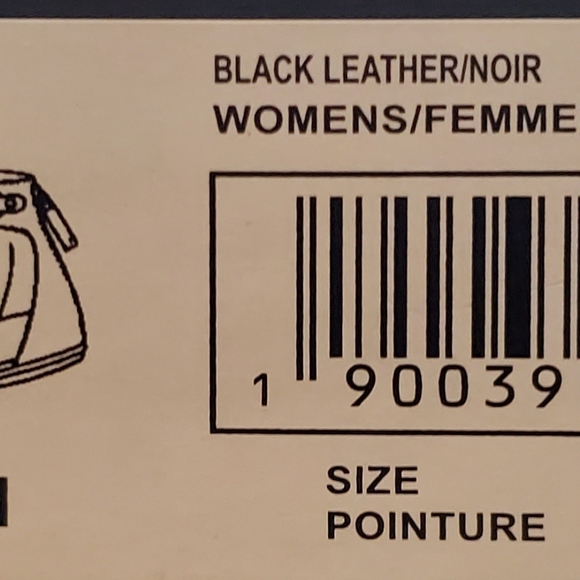 BLACK LEATHER/NOIR
WOMENS/FEMME
1 90039
SIZE
POINTURE